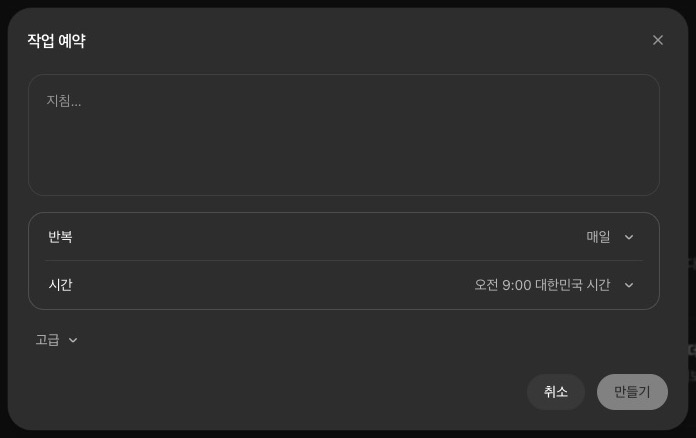 작업 예약
지침...
반복 매일
시간 오전 9:00 대한민국 시간
고급
취소 만들기